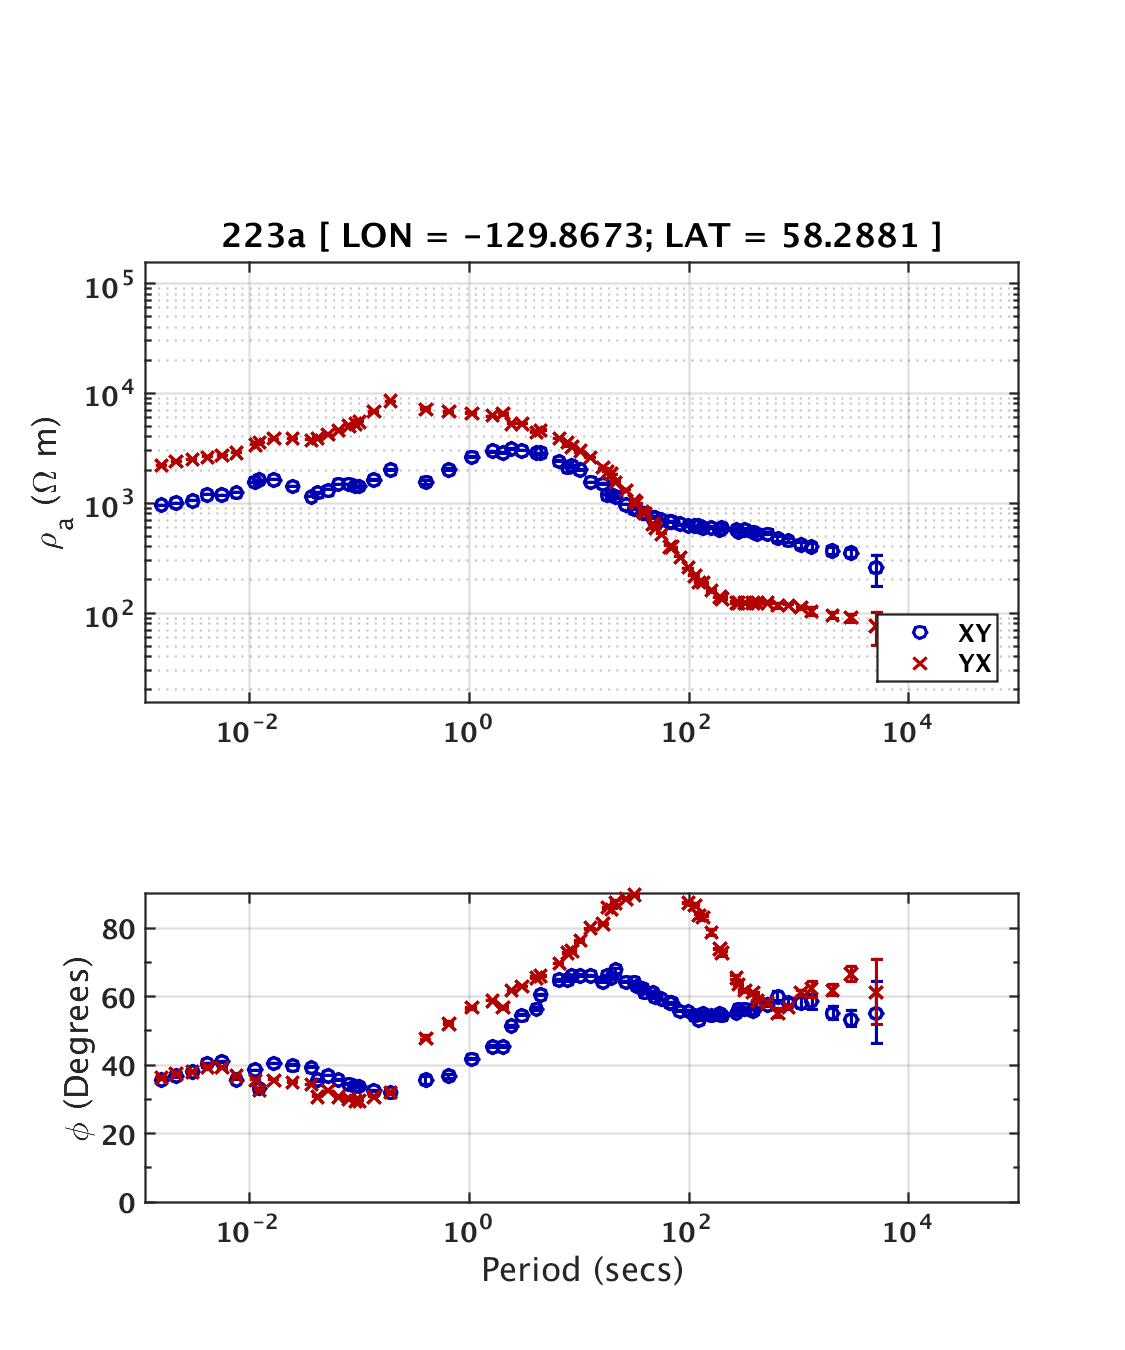 223a [ LON = -129.8673; LAT = 58.2881 ]
10^5
10^4
10^3
10^2
ρ_a (Ω m)
XY
YX
10^-2 10^0 10^2 10^4
80
60
40
20
0
ϕ (Degrees)
10^-2 10^0 10^2 10^4
Period (secs)